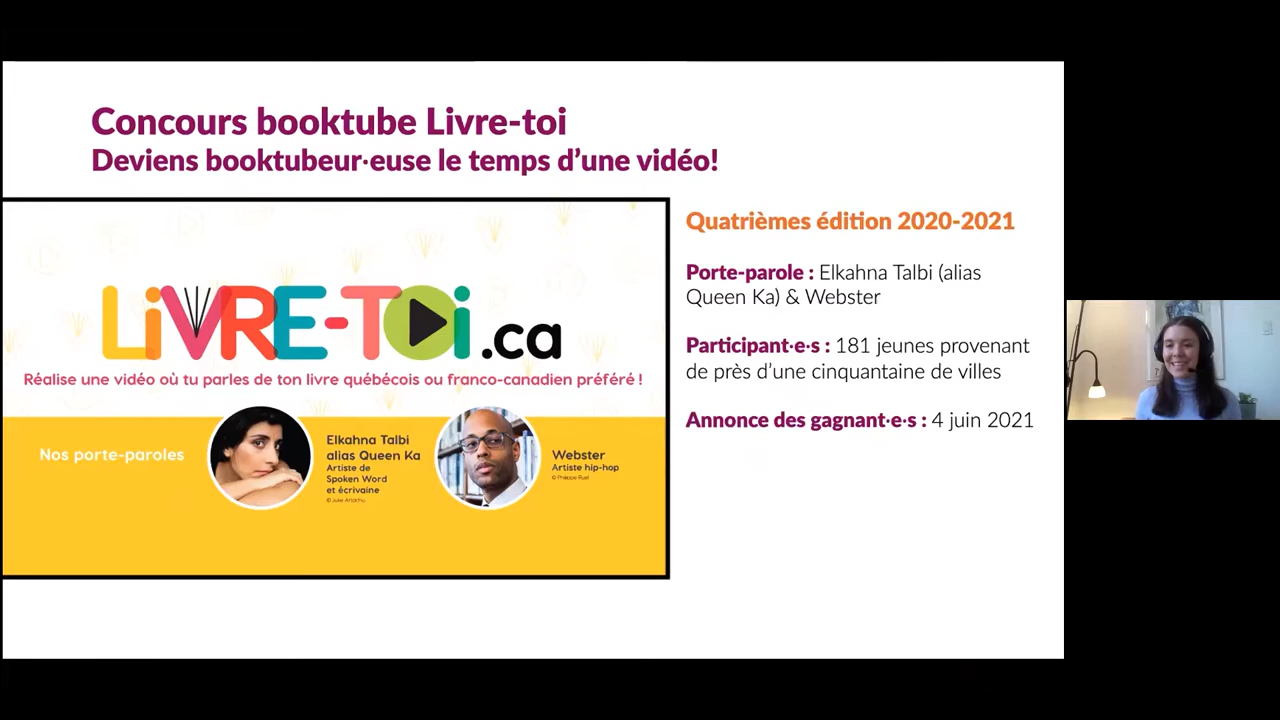 Concours booktube Livre-toi
Deviens booktubeur·euse le temps d'une vidéo!
LiVRE-TOi.ca
Réalise une vidéo où tu parles de ton livre québécois ou franco-canadien préféré !
Nos porte-paroles
Elkahna Talbi
alias Queen Ka
Artiste de
Spoken Word
et écrivaine
© Julie Artacho
Webster
Artiste hip-hop
Quatrièmes édition 2020-2021
Porte-parole : Elkahna Talbi (alias
Queen Ka) & Webster
Participant·e·s : 181 jeunes provenant
de près d'une cinquantaine de villes
Annonce des gagnant·e·s : 4 juin 2021